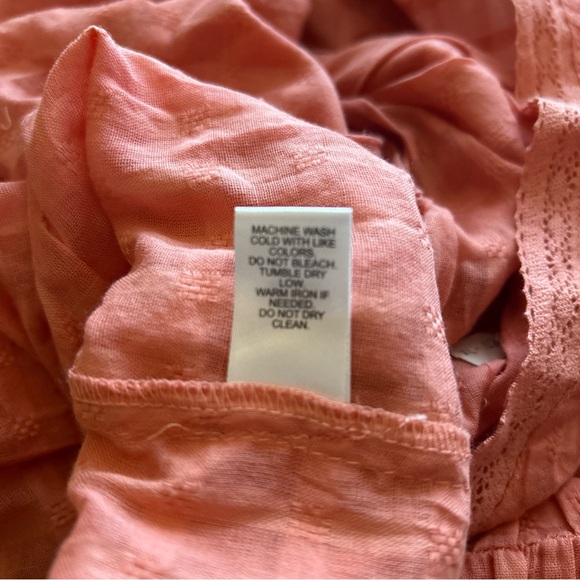 MACHINE WASH
COLD WITH LIKE
COLORS.
DO NOT BLEACH.
TUMBLE DRY
LOW.
WARM IRON IF
NEEDED.
DO NOT DRY
CLEAN.